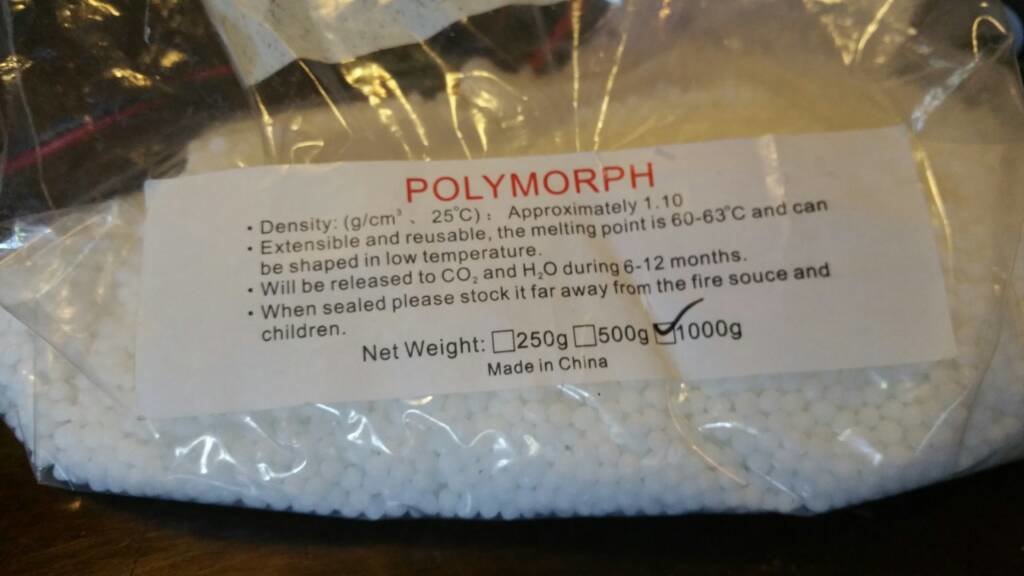 POLYMORPH
• Density: (g/cm³ 、 25℃) : Approximately 1.10
• Extensible and reusable, the melting point is 60-63℃ and can
be shaped in low temperature.
• Will be released to CO₂ and H₂O during 6-12 months.
• When sealed please stock it far away from the fire souce and
children.
Net Weight: ☐250g ☐500g ☑1000g
Made in China